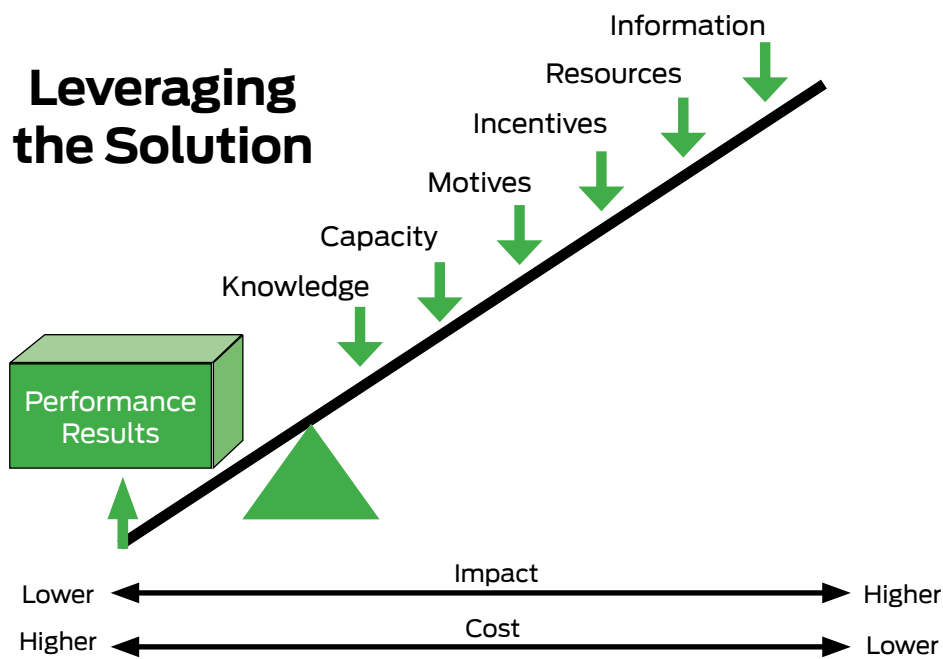 Leveraging
the Solution
Information
Resources
Incentives
Motives
Capacity
Knowledge
Performance
Results
Lower Impact Higher
Higher Cost Lower